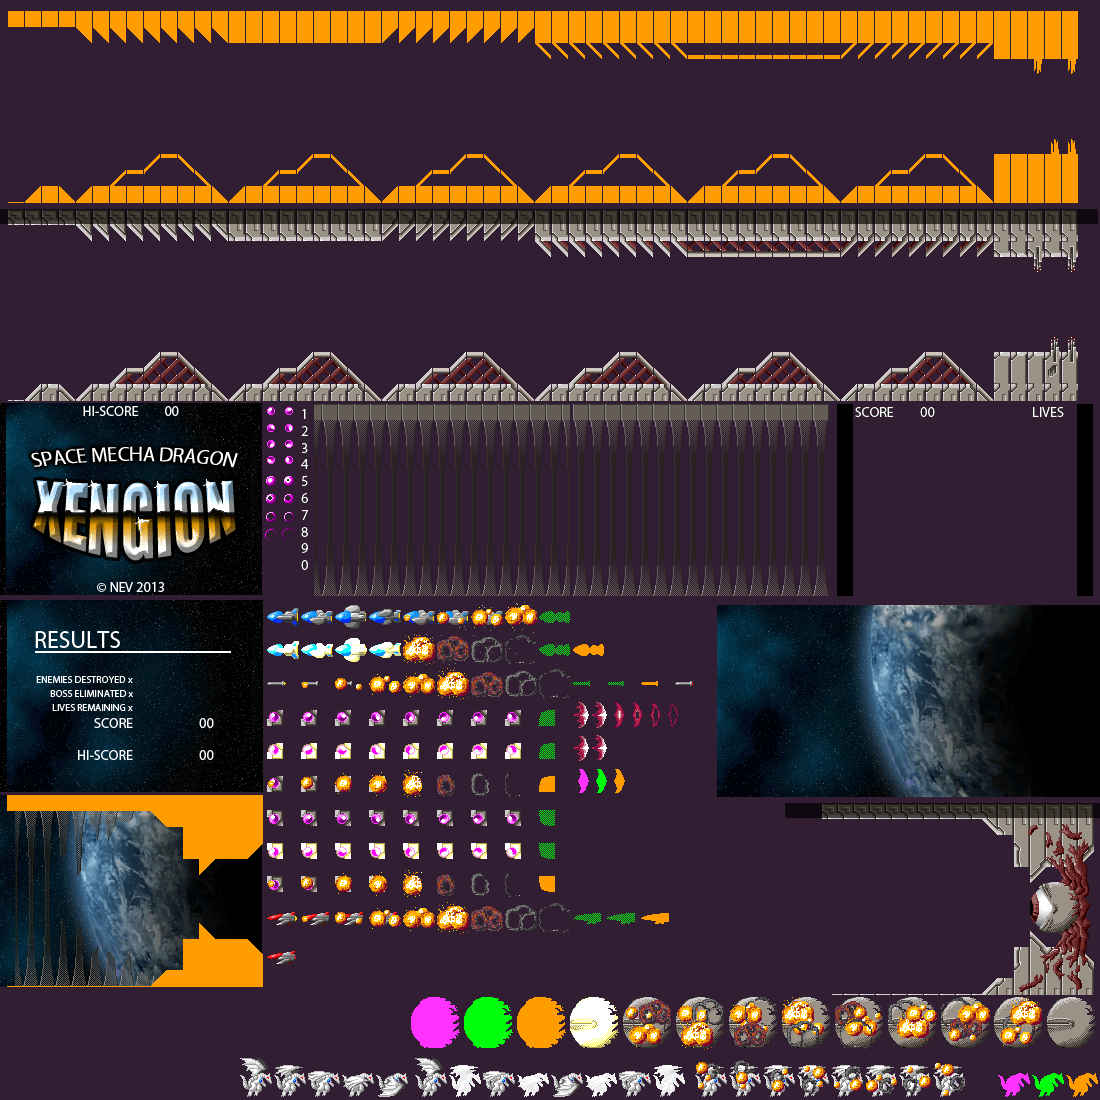 HI-SCORE 00
SPACE MECHA DRAGON
XENGION
© NEV 2013
1
2
3
4
5
6
7
8
9
0
SCORE 00 LIVES
RESULTS
ENEMIES DESTROYED x
BOSS ELIMINATED x
LIVES REMAINING x
SCORE 00
HI-SCORE 00